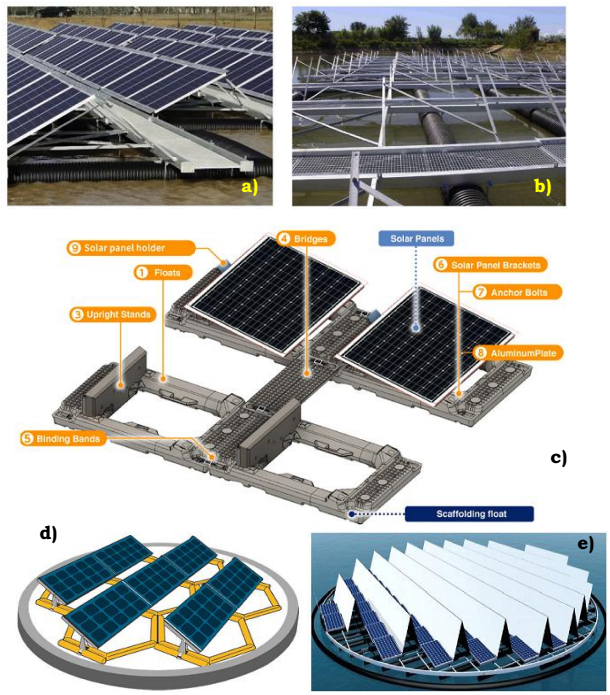 a)
b)
9 Solar panel holder
4 Bridges
Solar Panels
1 Floats
6 Solar Panel Brackets
3 Upright Stands
7 Anchor Bolts
8 AluminumPlate
5 Binding Bands
c)
Scaffolding float
d)
e)